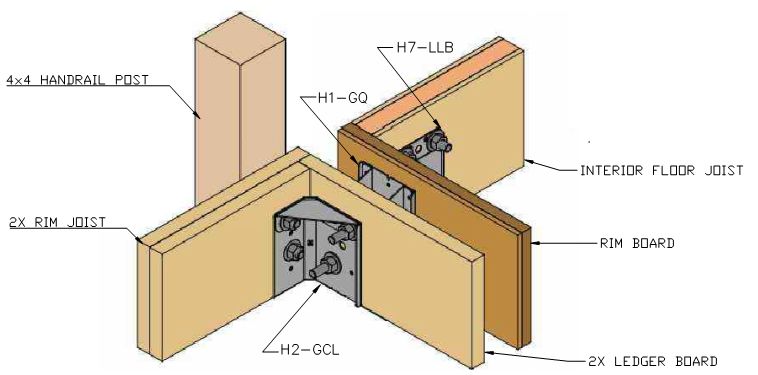 H7-LLB
4x4 HANDRAIL POST
H1-GQ
INTERIOR FLOOR JOIST
2X RIM JOIST
RIM BOARD
H2-GCL
2X LEDGER BOARD